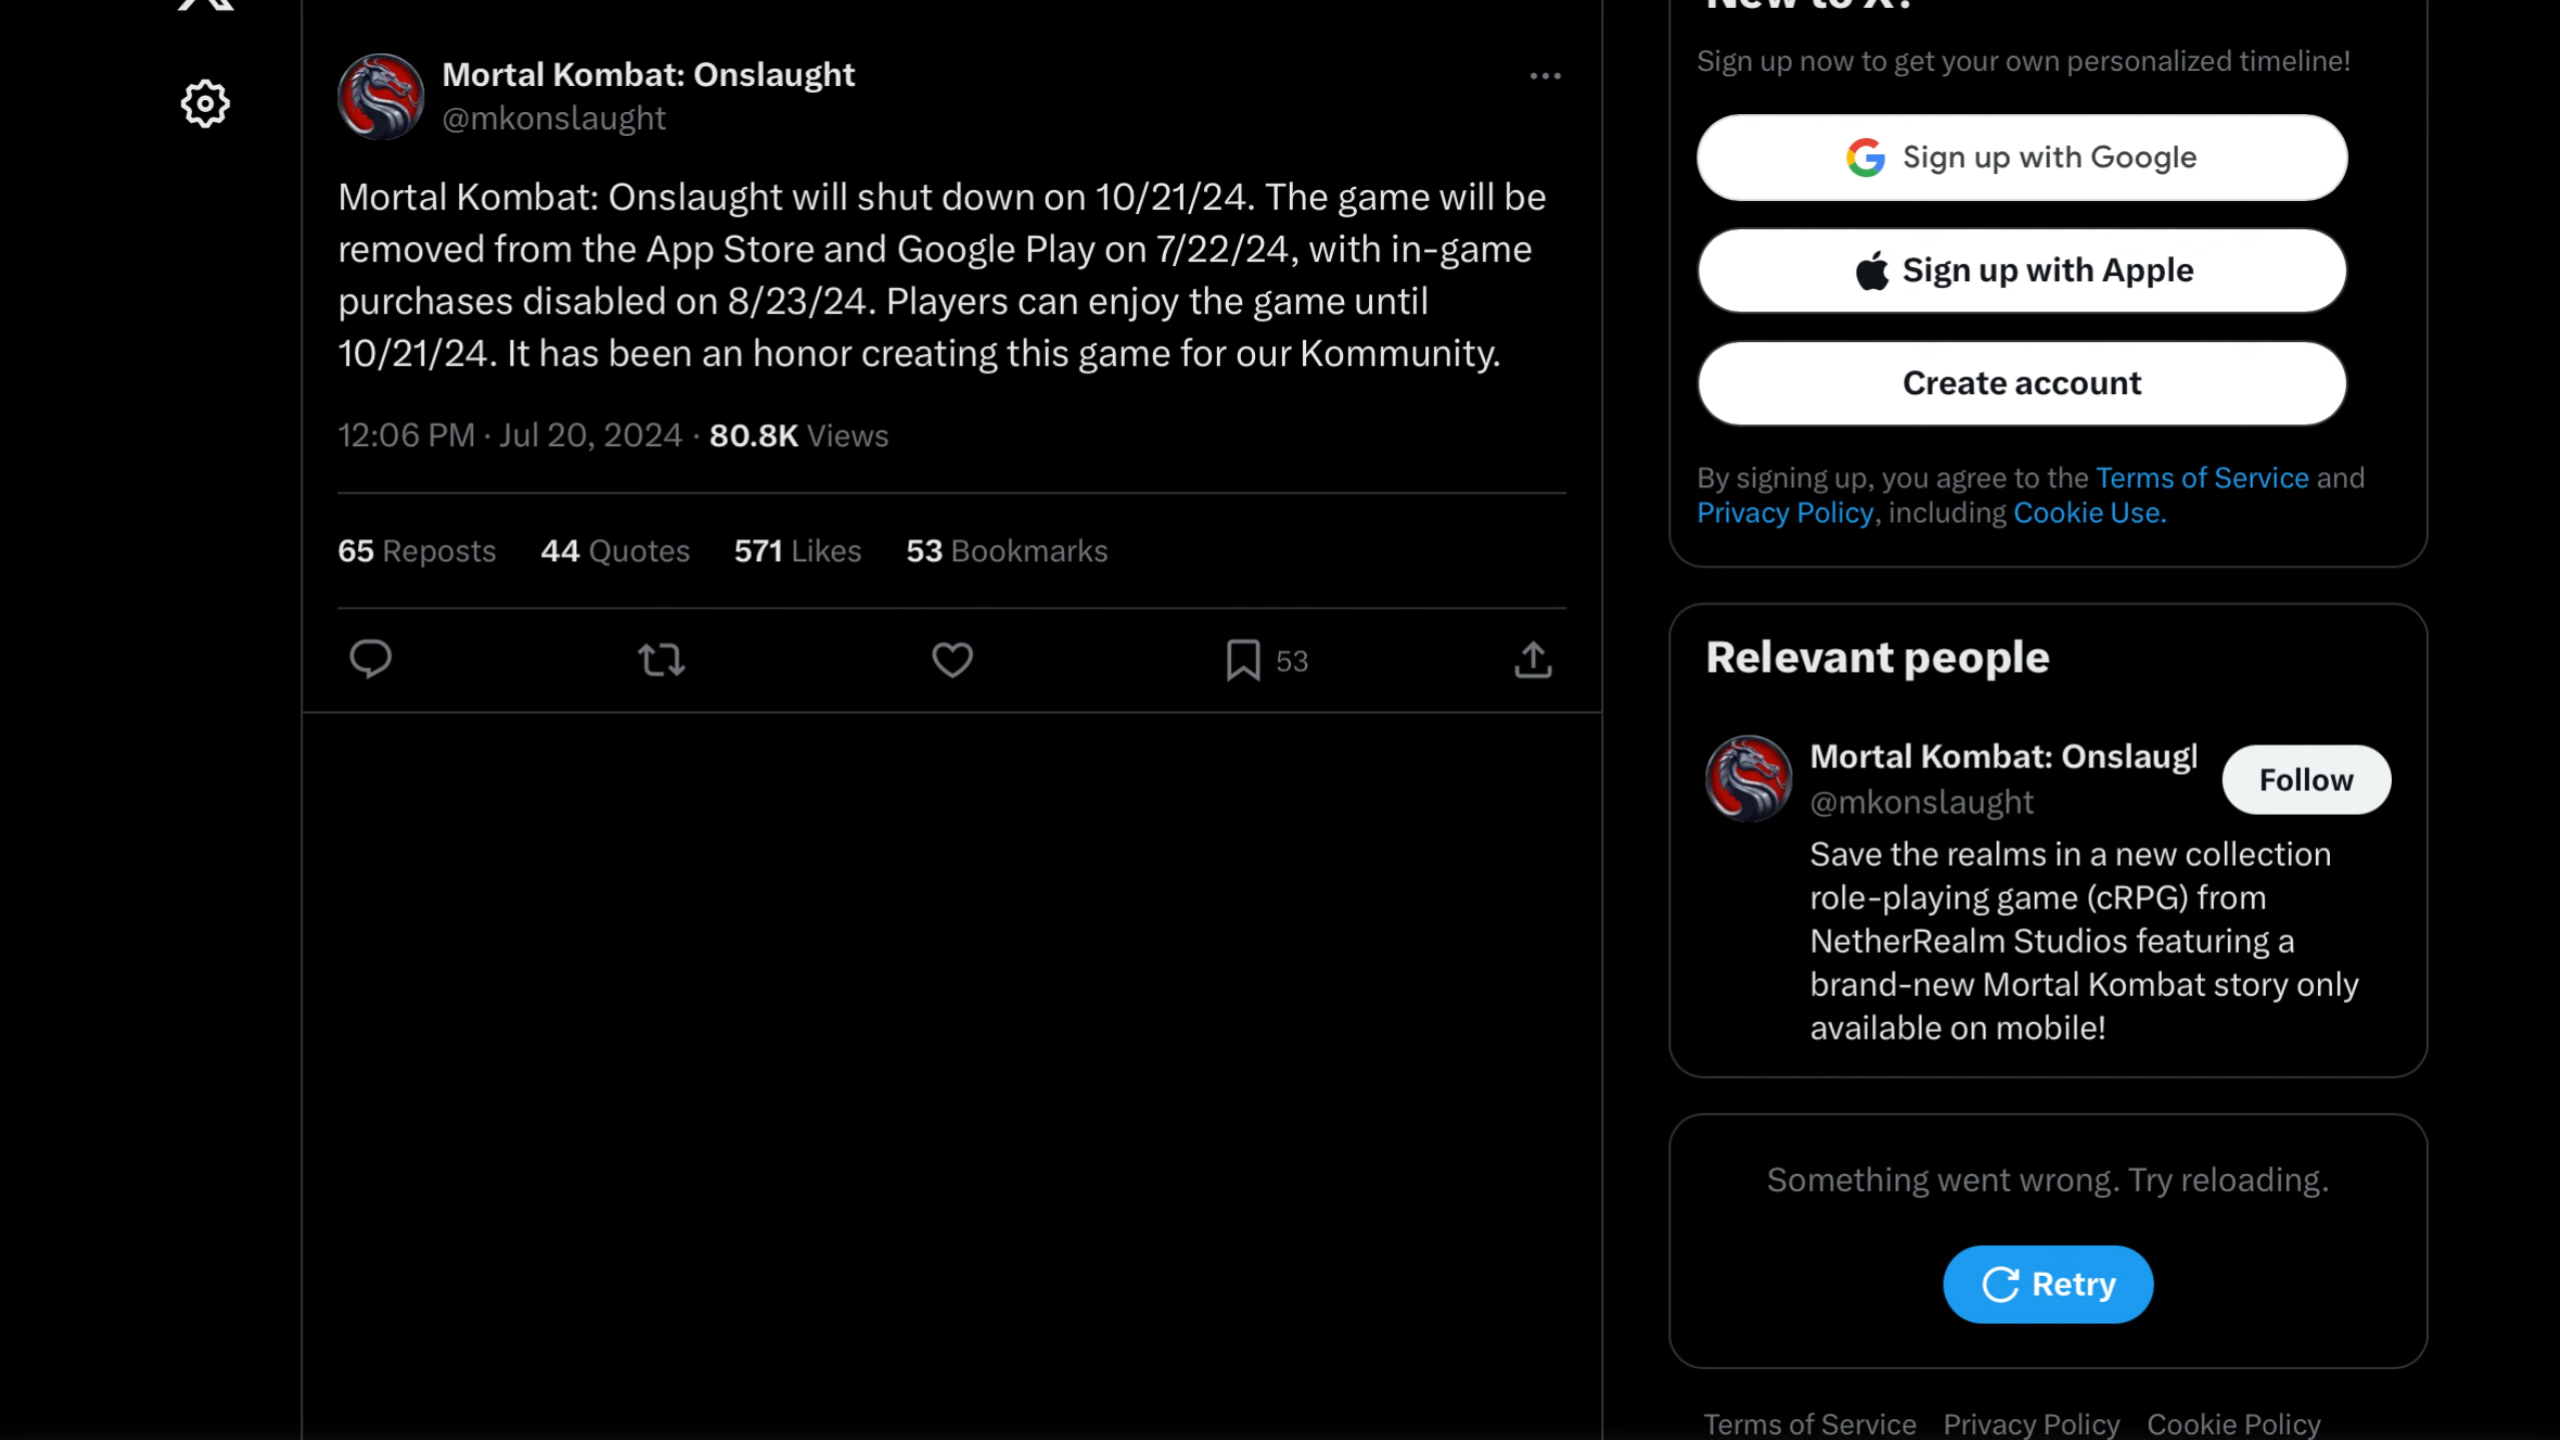 Mortal Kombat: Onslaught
@mkonslaught
Mortal Kombat: Onslaught will shut down on 10/21/24. The game will be
removed from the App Store and Google Play on 7/22/24, with in-game
purchases disabled on 8/23/24. Players can enjoy the game until
10/21/24. It has been an honor creating this game for our Kommunity.
12:06 PM · Jul 20, 2024 · 80.8K Views
65 Reposts 44 Quotes 571 Likes 53 Bookmarks
53
New to X?
Sign up now to get your own personalized timeline!
Sign up with Google
Sign up with Apple
Create account
By signing up, you agree to the Terms of Service and
Privacy Policy, including Cookie Use.
Relevant people
Mortal Kombat: Onslaugl
@mkonslaught
Follow
Save the realms in a new collection
role-playing game (cRPG) from
NetherRealm Studios featuring a
brand-new Mortal Kombat story only
available on mobile!
Something went wrong. Try reloading.
Retry
Terms of Service Privacy Policy Cookie Policy